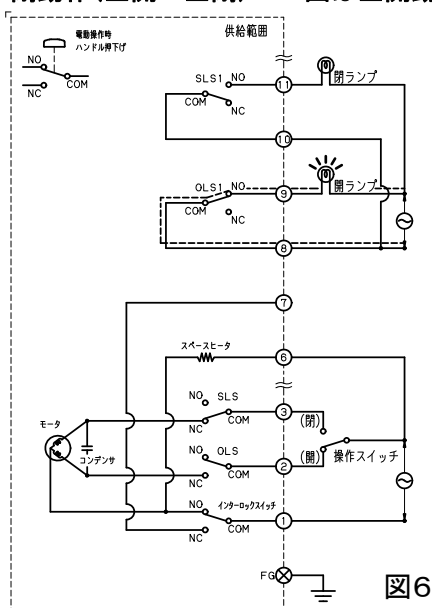 電動操作時
ハンドル押下げ
供給範囲
NO
COM
NC
SLS1 NO
COM
NC
11
閉ランプ
10
OLS1 NO
COM
NC
9
開ランプ
8
7
スペースヒータ
6
NO SLS
NC COM
3
(閉)
モータ
コンデンサ
NO OLS
NC COM
2
(開)
操作スイッチ
NO インターロックスイッチ
NC COM
1
FG
図6